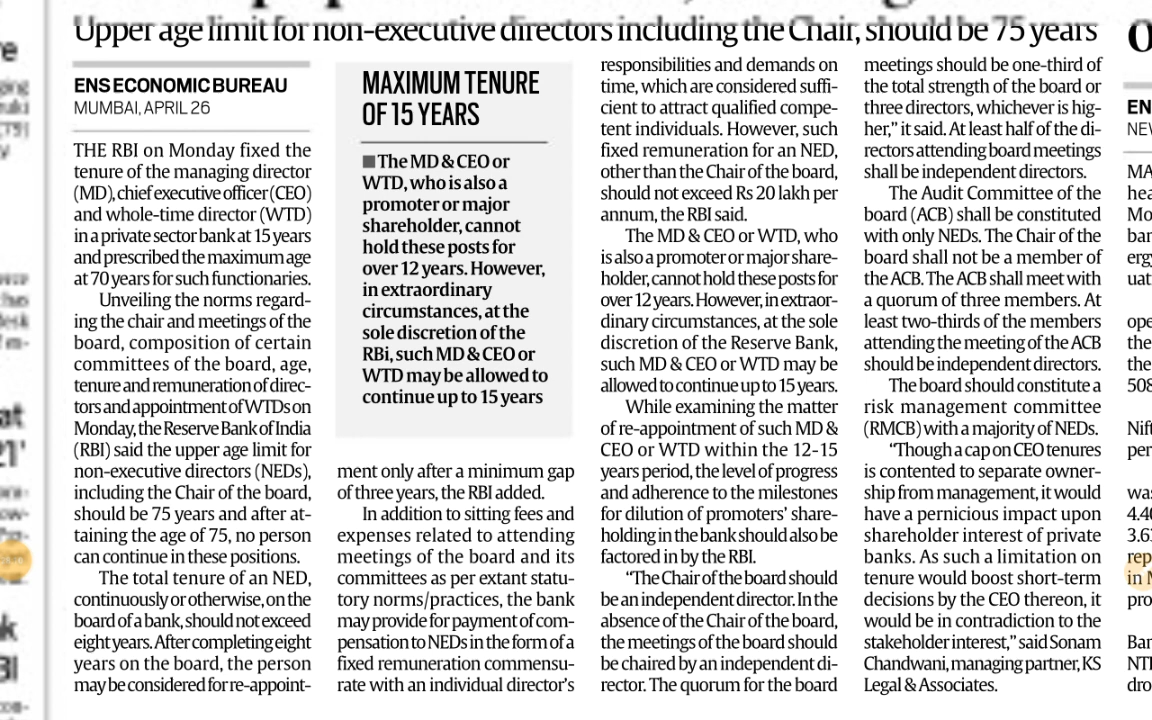 Upper age limit for non-executive directors including the Chair, should be 75 years
ENS ECONOMIC BUREAU
MUMBAI, APRIL 26
THE RBI on Monday fixed the
tenure of the managing director
(MD), chief executive officer (CEO)
and whole-time director (WTD)
in a private sector bank at 15 years
and prescribed the maximum age
at 70 years for such functionaries.
Unveiling the norms regard-
ing the chair and meetings of the
board, composition of certain
committees of the board, age,
tenure and remuneration of direc-
tors and appointment of WTDs on
Monday, the Reserve Bank of India
(RBI) said the upper age limit for
non-executive directors (NEDs),
including the Chair of the board,
should be 75 years and after at-
taining the age of 75, no person
can continue in these positions.
The total tenure of an NED,
continuously or otherwise, on the
board of a bank, should not exceed
eight years. After completing eight
years on the board, the person
may be considered for re-appoint-
MAXIMUM TENURE
OF 15 YEARS
■ The MD & CEO or
WTD, who is also a
promoter or major
shareholder, cannot
hold these posts for
over 12 years. However,
in extraordinary
circumstances, at the
sole discretion of the
RBi, such MD & CEO or
WTD may be allowed to
continue up to 15 years
ment only after a minimum gap
of three years, the RBI added.
In addition to sitting fees and
expenses related to attending
meetings of the board and its
committees as per extant statu-
tory norms/practices, the bank
may provide for payment of com-
pensation to NEDs in the form of a
fixed remuneration commensu-
rate with an individual director's
responsibilities and demands on
time, which are considered suffi-
cient to attract qualified compe-
tent individuals. However, such
fixed remuneration for an NED,
other than the Chair of the board,
should not exceed Rs 20 lakh per
annum, the RBI said.
The MD & CEO or WTD, who
is also a promoter or major share-
holder, cannot hold these posts for
over 12 years. However, in extraor-
dinary circumstances, at the sole
discretion of the Reserve Bank,
such MD & CEO or WTD may be
allowed to continue up to 15 years.
While examining the matter
of re-appointment of such MD &
CEO or WTD within the 12-15
years period, the level of progress
and adherence to the milestones
for dilution of promoters' share-
holding in the bank should also be
factored in by the RBI.
"The Chair of the board should
be an independent director. In the
absence of the Chair of the board,
the meetings of the board should
be chaired by an independent di-
rector. The quorum for the board
meetings should be one-third of
the total strength of the board or
three directors, whichever is hig-
her," it said. At least half of the di-
rectors attending board meetings
shall be independent directors.
The Audit Committee of the
board (ACB) shall be constituted
with only NEDs. The Chair of the
board shall not be a member of
the ACB. The ACB shall meet with
a quorum of three members. At
least two-thirds of the members
attending the meeting of the ACB
should be independent directors.
The board should constitute a
risk management committee
(RMCB) with a majority of NEDs.
"Though a cap on CEO tenures
is contented to separate owner-
ship from management, it would
have a pernicious impact upon
shareholder interest of private
banks. As such a limitation on
tenure would boost short-term
decisions by the CEO thereon, it
would be in contradiction to the
stakeholder interest," said Sonam
Chandwani, managing partner, KS
Legal & Associates.